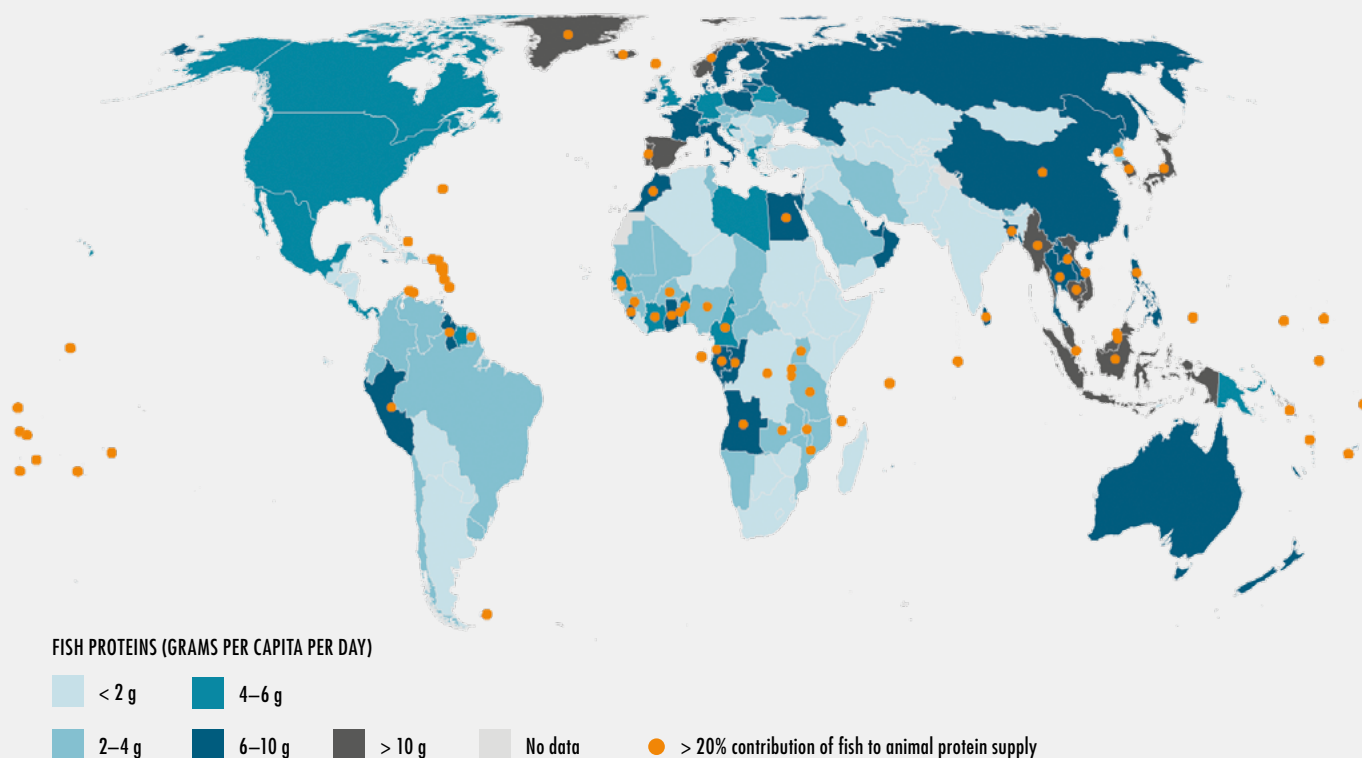 FISH PROTEINS (GRAMS PER CAPITA PER DAY)
< 2 g
4–6 g
2–4 g
6–10 g
> 10 g
No data
> 20% contribution of fish to animal protein supply